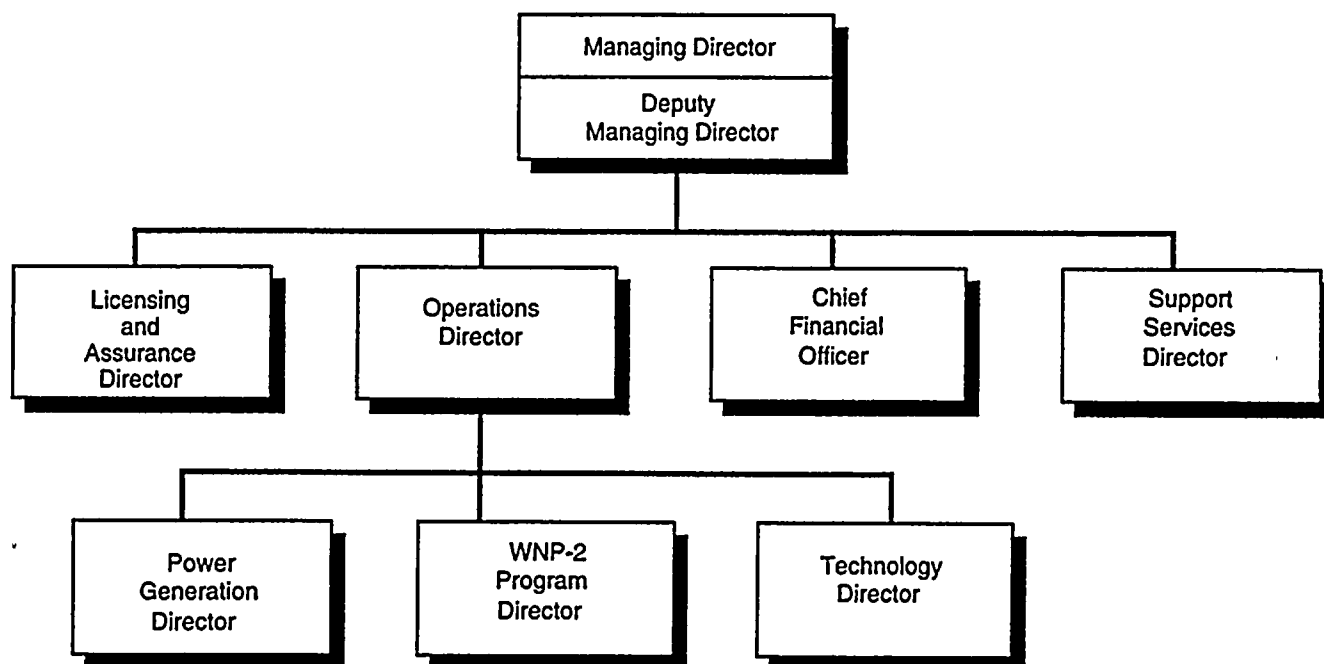 Managing Director
Deputy
Managing Director
Licensing
and
Assurance
Director
Operations
Director
Chief
Financial
Officer
Support
Services
Director
Power
Generation
Director
WNP-2
Program
Director
Technology
Director